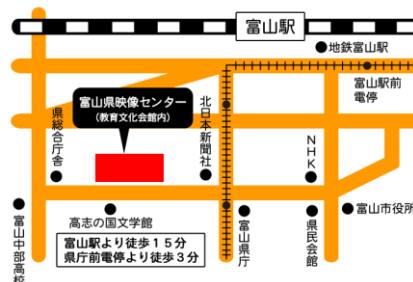 富山駅
地鉄富山駅
富山駅前
電停
富山県映像センター
(教育文化会館内)
県総合庁舎
北日本新聞社
NHK
富山中部高校
高志の国文学館
富山県庁
県民会館
富山市役所
富山駅より徒歩15分
県庁前電停より徒歩3分